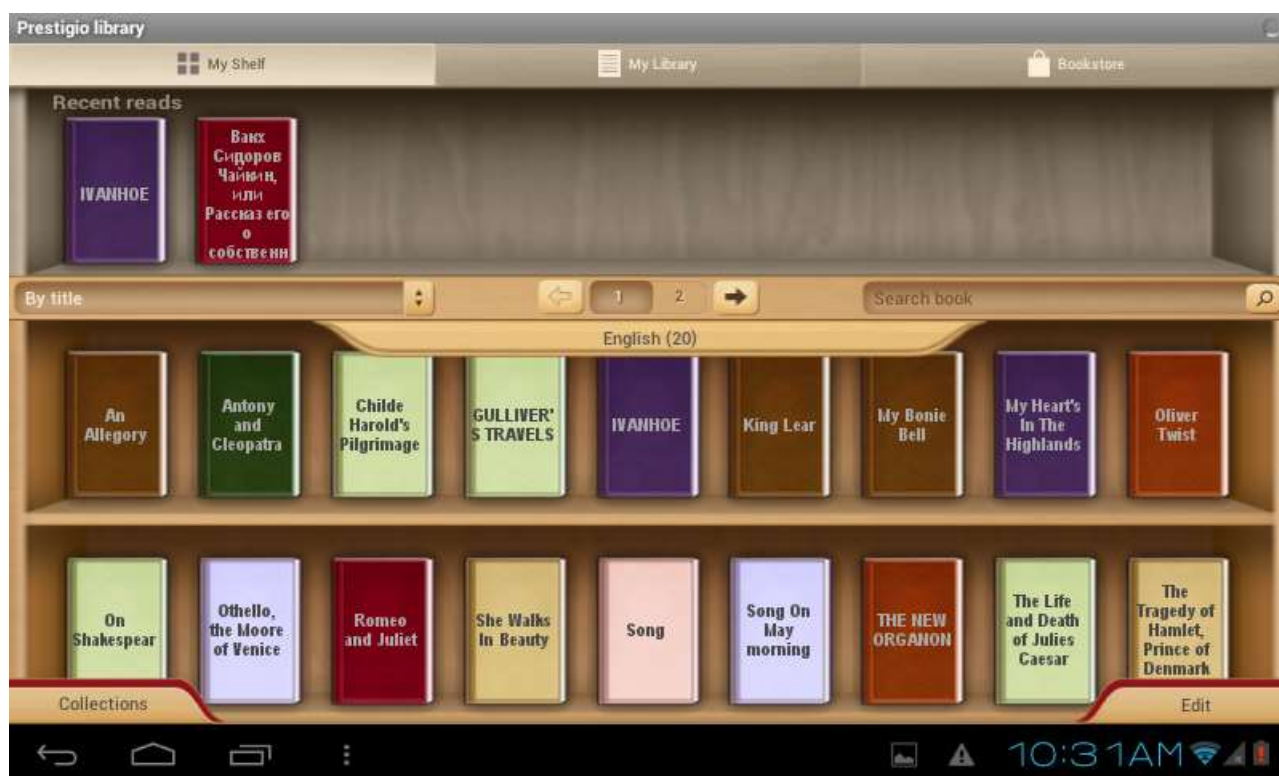 Prestigio library
My Shelf
My Library
Bookstore
Recent reads
IVANHOE
Вакх
Сидоров
Чайкин,
или
Рассказ его
о
собственн
By title
1
2
Search book
English (20)
An
Allegory
Antony
and
Cleopatra
Childe
Harold's
Pilgrimage
GULLIVER'
S TRAVELS
IVANHOE
King Lear
My Bonie
Bell
My Heart's
In The
Highlands
Oliver
Twist
On
Shakespear
Othello,
the Moore
of Venice
Romeo
and Juliet
She Walks
In Beauty
Song
Song On
May
morning
THE NEW
ORGANON
The Life
and Death
of Julies
Caesar
The
Tragedy of
Hamlet,
Prince of
Denmark
Collections
Edit
10:31AM